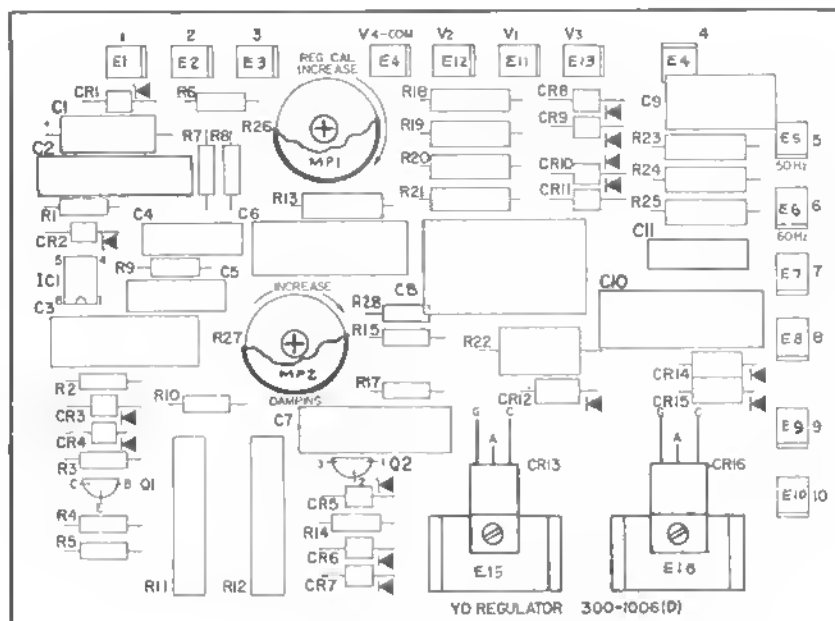 1 2 3 V4-COM V2 V1 V3 4
E1 E2 E3 E4 E12 E11 E13 E4
REG CAL
INCREASE
CR1 R6 R18 CR8 C9
C1 R26 R19 CR9 R23 E5 5
+
50Hz
C2 R7 R8 MP1 R20 CR10 R24
R1 R13 R21 CR11 R25 E6 6
60Hz
CR2 C4 C6 C11
5 4
IC1 R9 C5 E7 7
8 1
C3 INCREASE R28 C8 C10
R27 R15 R22 E8 8
MP2
R2 R10 DAMPING R17 CR12 CR14
CR3 C7 CR15
CR4 G C G C E9 9
A A
R3 3 1 Q2 CR13 CR16
2
C B Q1 CR5 E10 10
E
R4 R14
R5 CR6 E15 E16
R11 R12 CR7
YD REGULATOR 300-1006(D)